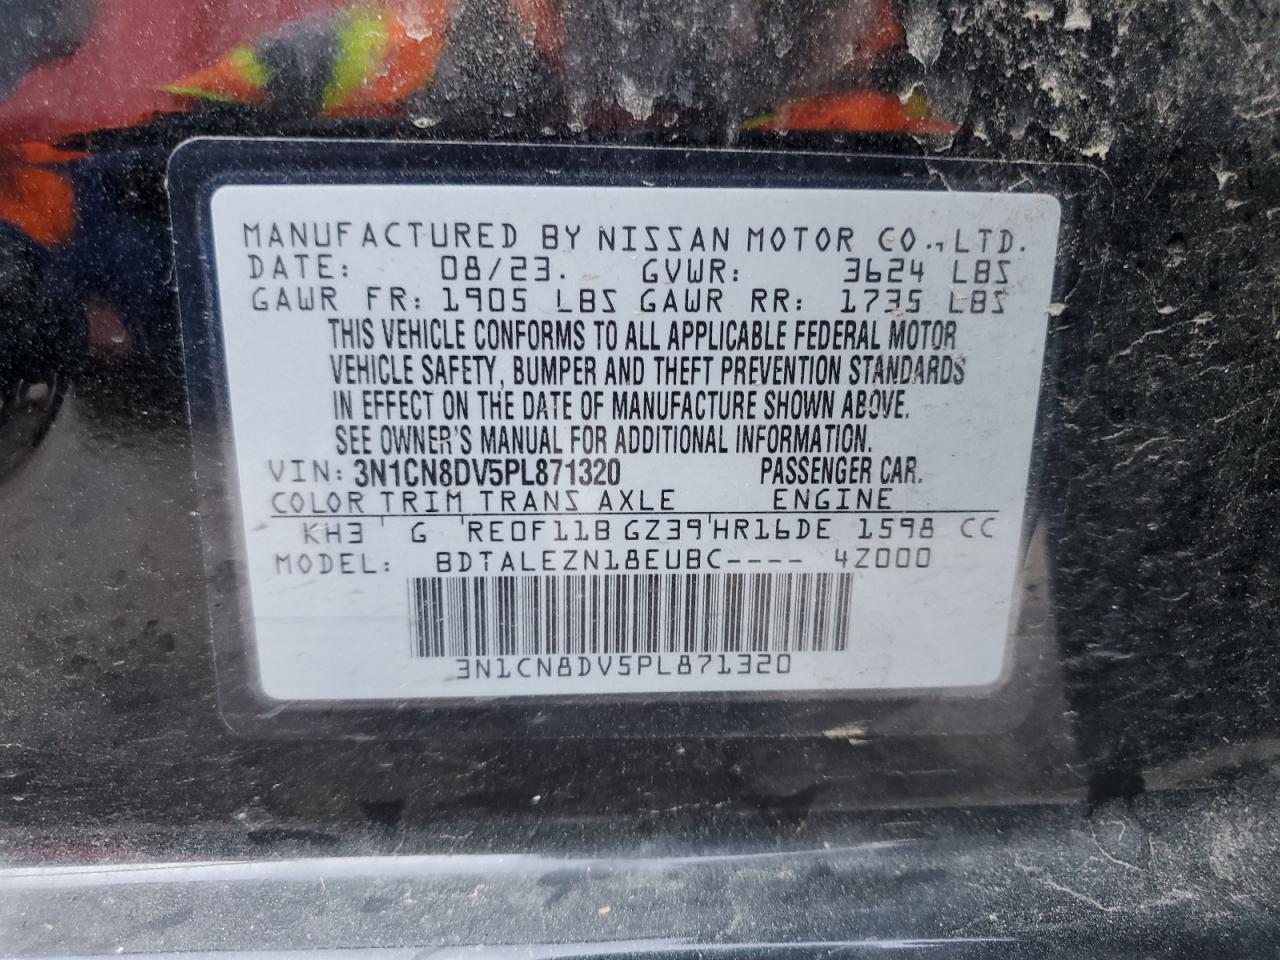 MANUFACTURED BY NISSAN MOTOR CO., LTD.
DATE: 08/23. GVWR: 3624 LBS
GAWR FR: 1905 LBS GAWR RR: 1735 LBS
THIS VEHICLE CONFORMS TO ALL APPLICABLE FEDERAL MOTOR
VEHICLE SAFETY, BUMPER AND THEFT PREVENTION STANDARDS
IN EFFECT ON THE DATE OF MANUFACTURE SHOWN ABOVE.
SEE OWNER'S MANUAL FOR ADDITIONAL INFORMATION.
VIN: 3N1CN8DV5PL871320 PASSENGER CAR.
COLOR TRIM TRANS AXLE ENGINE
KH3 ' G 'RE0F11B GZ39'HR16DE 1598 CC
MODEL: BDTALEZN18EUBC---- 4Z000
3N1CN8DV5PL871320